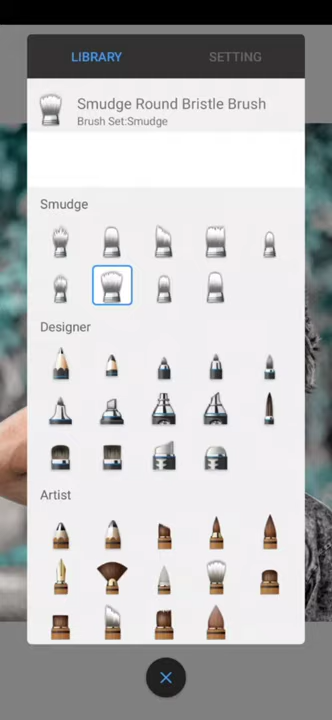 LIBRARY
SETTING
Smudge Round Bristle Brush
Brush Set:Smudge
Smudge
Designer
Artist